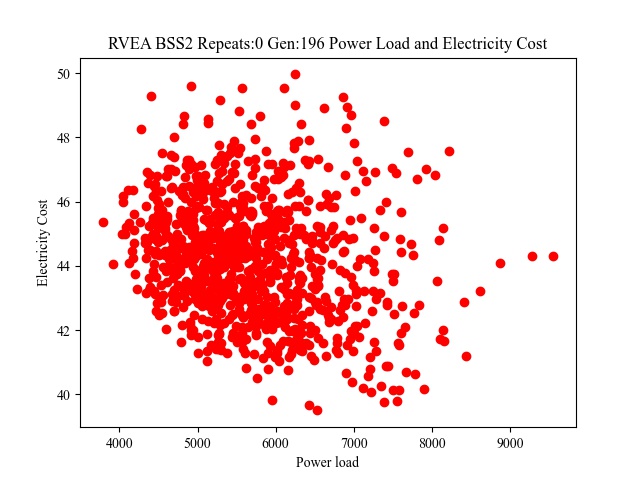 RVEA BSS2 Repeats:0 Gen:196 Power Load and Electricity Cost
50
48
46
44
42
40
Electricity Cost
4000 5000 6000 7000 8000 9000
Power load